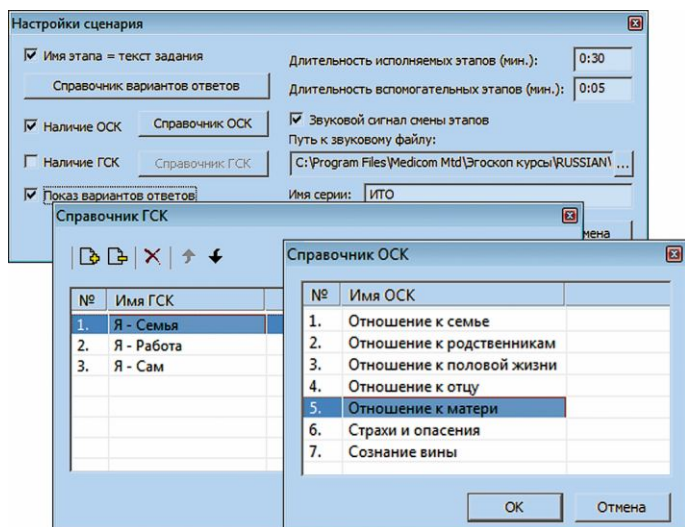 Настройки сценария
Имя этапа = текст задания
Справочник вариантов ответов
Наличие ОСК Справочник ОСК
Наличие ГСК Справочник ГСК
Показ вариантов ответов
Длительность исполняемых этапов (мин.): 0:30
Длительность вспомогательных этапов (мин.): 0:05
Звуковой сигнал смены этапов
Путь к звуковому файлу:
C:\Program Files\Medicom Mtd\Эгоскоп курсы\RUSSIAN\ ...
Имя серии: ИТО
Справочник ГСК
№ Имя ГСК
1. Я - Семья
2. Я - Работа
3. Я - Сам
Справочник ОСК
№ Имя ОСК
1. Отношение к семье
2. Отношение к родственникам
3. Отношение к половой жизни
4. Отношение к отцу
5. Отношение к матери
6. Страхи и опасения
7. Сознание вины
ОК Отмена